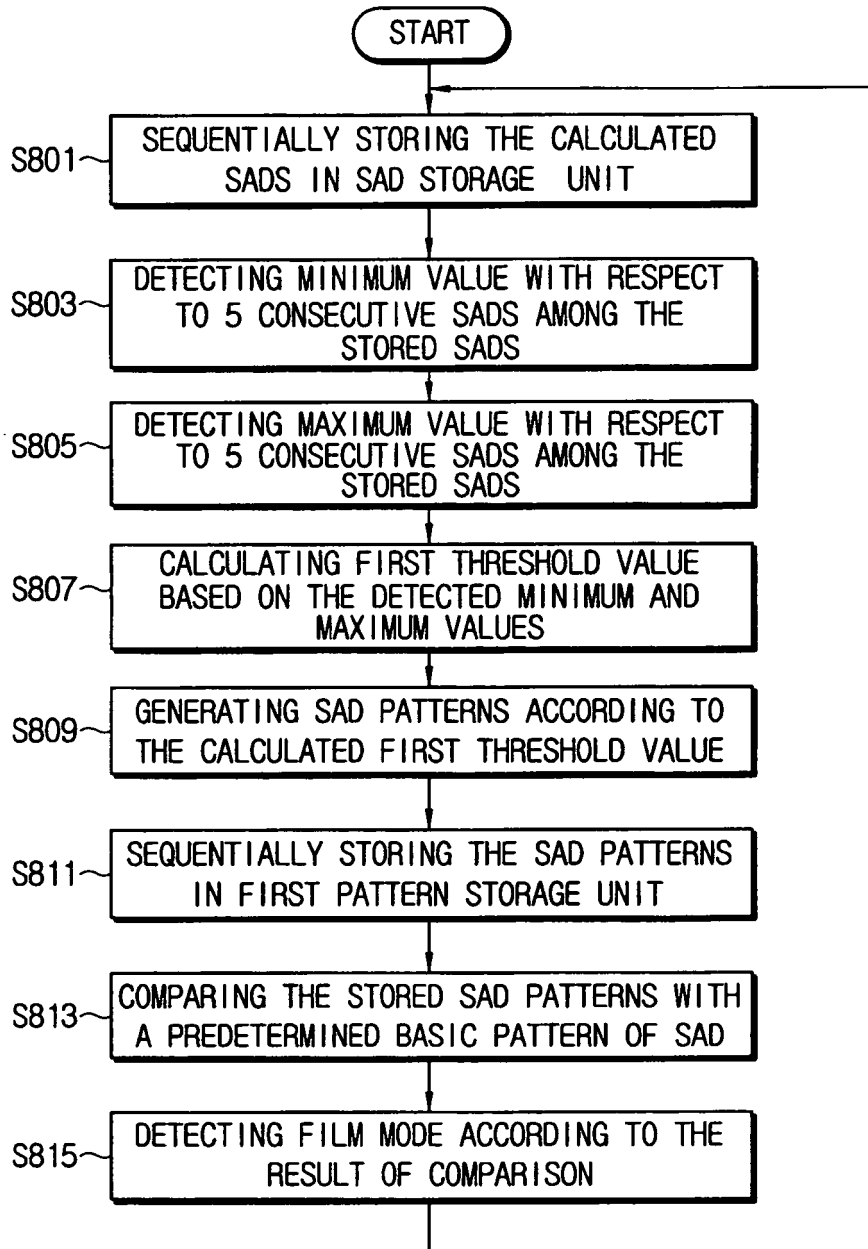 START
S801
SEQUENTIALLY STORING THE CALCULATED
SADS IN SAD STORAGE UNIT
S803
DETECTING MINIMUM VALUE WITH RESPECT
TO 5 CONSECUTIVE SADS AMONG THE
STORED SADS
S805
DETECTING MAXIMUM VALUE WITH RESPECT
TO 5 CONSECUTIVE SADS AMONG THE
STORED SADS
S807
CALCULATING FIRST THRESHOLD VALUE
BASED ON THE DETECTED MINIMUM AND
MAXIMUM VALUES
S809
GENERATING SAD PATTERNS ACCORDING TO
THE CALCULATED FIRST THRESHOLD VALUE
S811
SEQUENTIALLY STORING THE SAD PATTERNS
IN FIRST PATTERN STORAGE UNIT
S813
COMPARING THE STORED SAD PATTERNS WITH
A PREDETERMINED BASIC PATTERN OF SAD
S815
DETECTING FILM MODE ACCORDING TO THE
RESULT OF COMPARISON